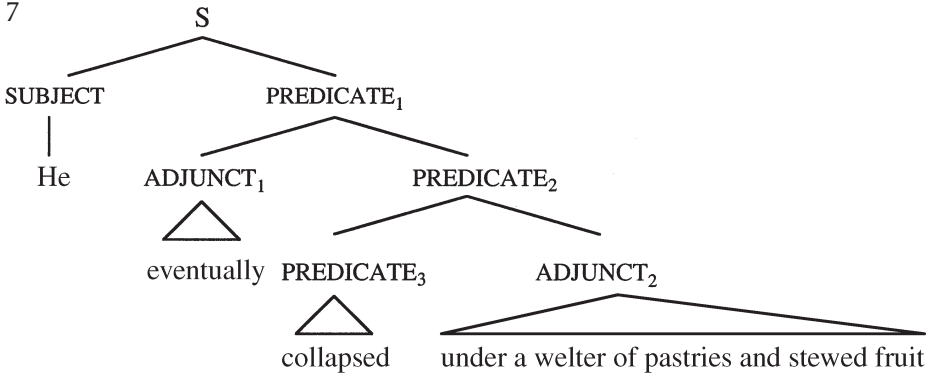 7
S
SUBJECT PREDICATE₁
He ADJUNCT₁ PREDICATE₂
eventually PREDICATE₃ ADJUNCT₂
collapsed under a welter of pastries and stewed fruit